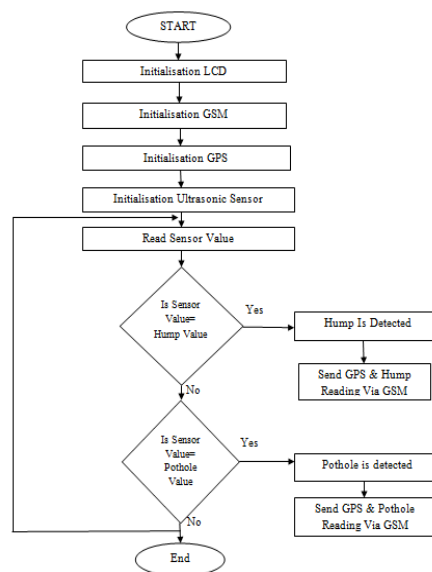 START
Initialisation LCD
Initialisation GSM
Initialisation GPS
Initialisation Ultrasonic Sensor
Read Sensor Value
Is Sensor
Value=
Hump Value
Yes
Hump Is Detected
Send GPS & Hump
Reading Via GSM
No
Is Sensor
Value=
Pothole
Value
Yes
Pothole is detected
Send GPS & Pothole
Reading Via GSM
No
End